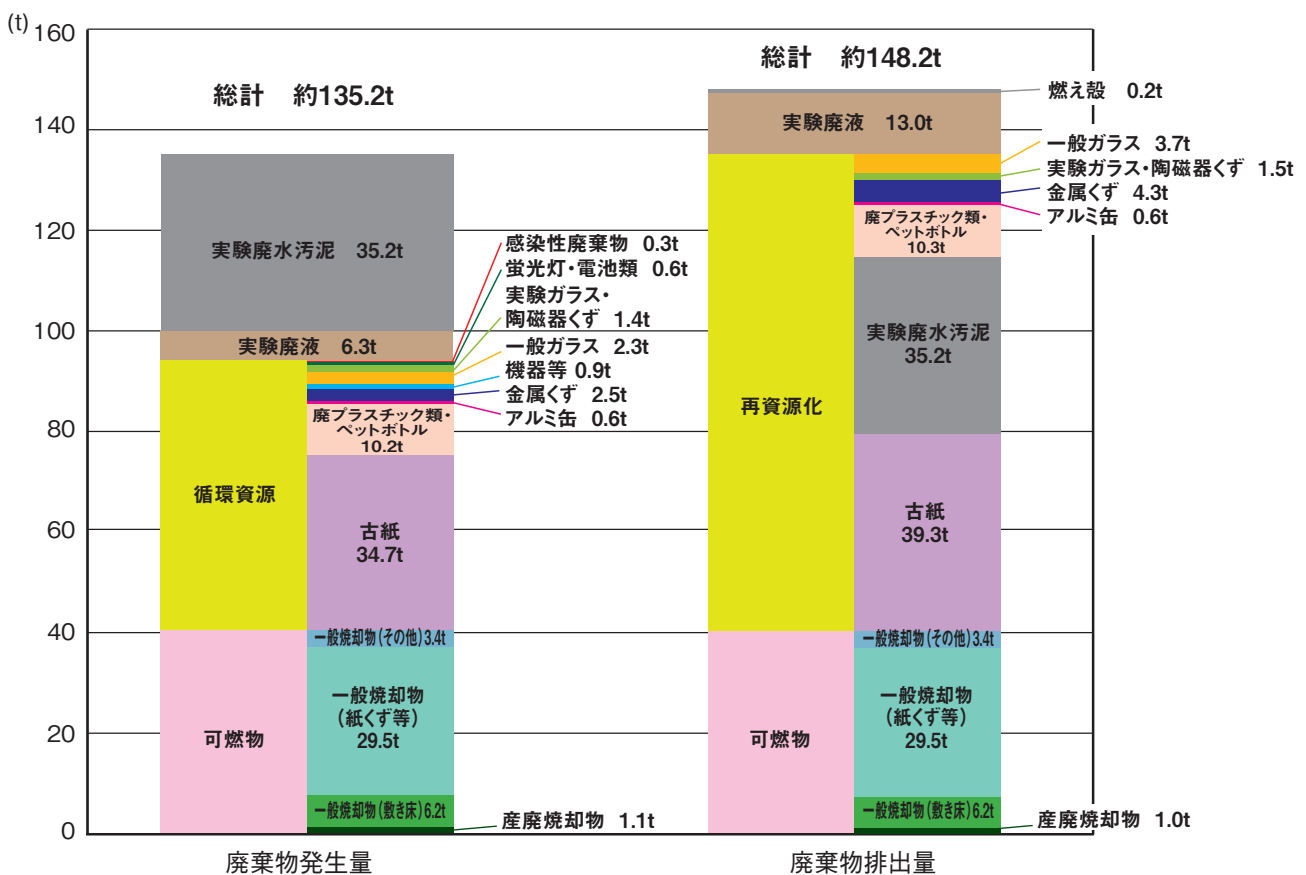 (t)
160
140
120
100
80
60
40
20
0
総計 約135.2t
実験廃水汚泥 35.2t
実験廃液 6.3t
循環資源
可燃物
感染性廃棄物 0.3t
蛍光灯・電池類 0.6t
実験ガラス・
陶磁器くず 1.4t
一般ガラス 2.3t
機器等 0.9t
金属くず 2.5t
アルミ缶 0.6t
廃プラスチック類・
ペットボトル
10.2t
古紙
34.7t
一般焼却物(その他)3.4t
一般焼却物
(紙くず等)
29.5t
一般焼却物(敷き床)6.2t
産廃焼却物 1.1t
廃棄物発生量
総計 約148.2t
燃え殻 0.2t
実験廃液 13.0t
一般ガラス 3.7t
実験ガラス・陶磁器くず 1.5t
金属くず 4.3t
アルミ缶 0.6t
廃プラスチック類・
ペットボトル
10.3t
実験廃水汚泥
35.2t
再資源化
古紙
39.3t
一般焼却物(その他)3.4t
一般焼却物
(紙くず等)
29.5t
可燃物
一般焼却物(敷き床)6.2t
産廃焼却物 1.0t
廃棄物排出量